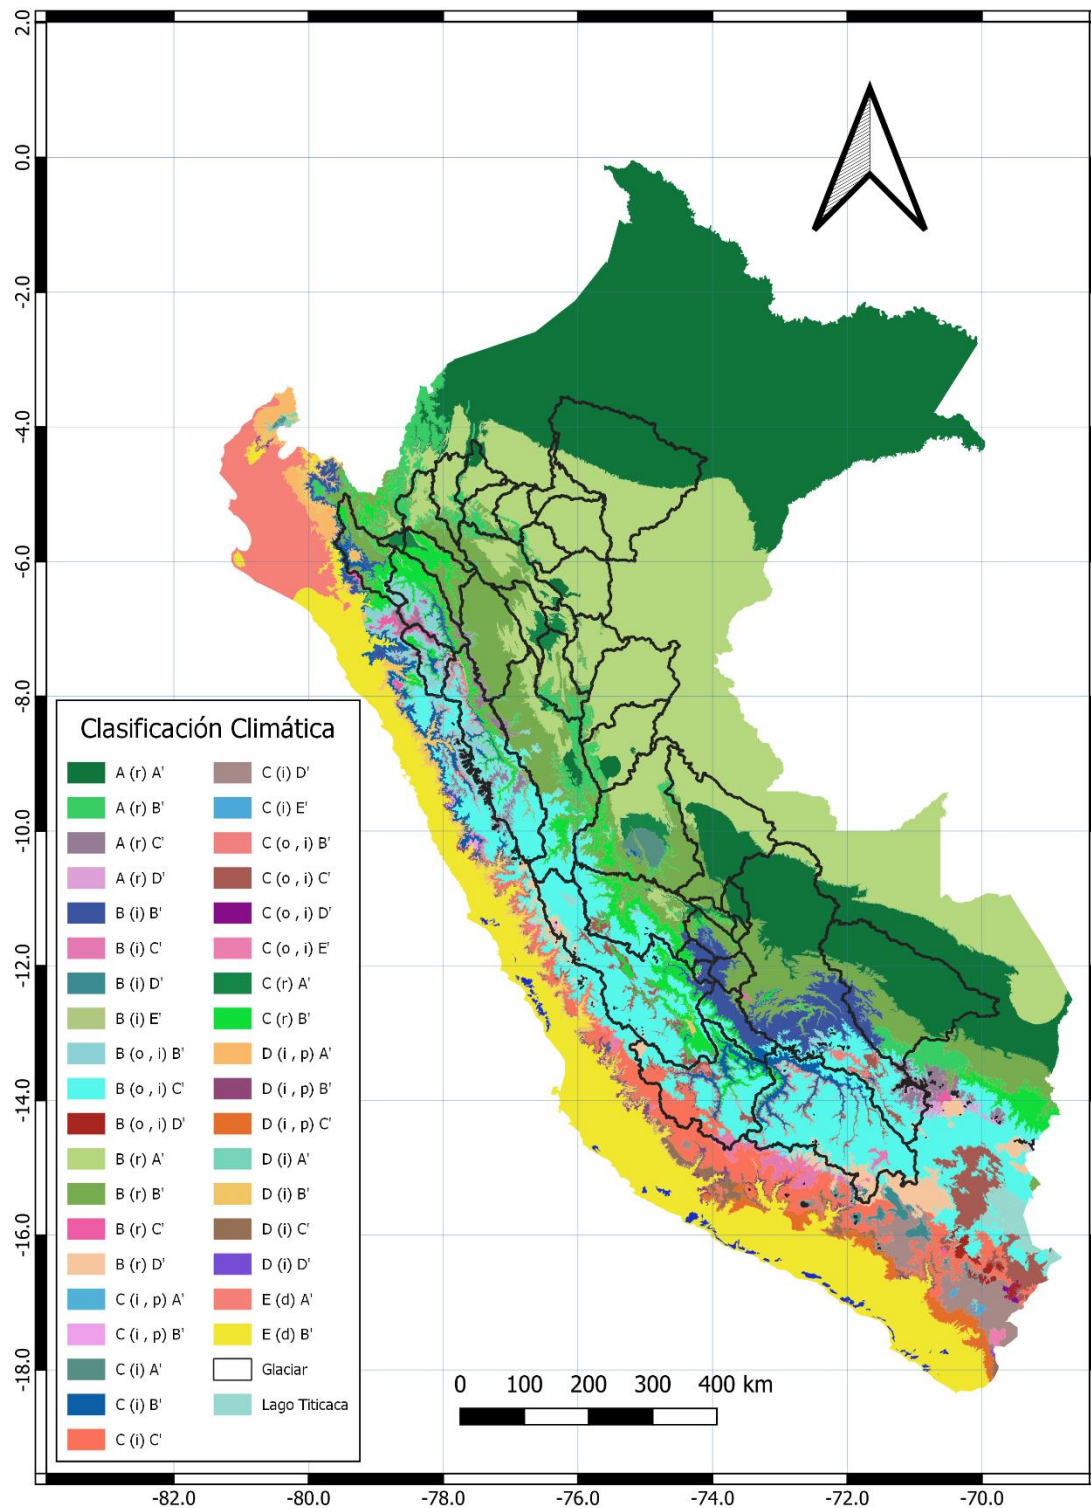 2.0
0.0
-2.0
-4.0
-6.0
-8.0
-10.0
-12.0
-14.0
-16.0
-18.0
Clasificación Climática
A (r) A'
A (r) B'
A (r) C'
A (r) D'
B (i) B'
B (i) C'
B (i) D'
B (i) E'
B (o , i) B'
B (o , i) C'
B (o , i) D'
B (r) A'
B (r) B'
B (r) C'
B (r) D'
C (i , p) A'
C (i , p) B'
C (i) A'
C (i) B'
C (i) C'
C (i) D'
C (i) E'
C (o , i) B'
C (o , i) C'
C (o , i) D'
C (o , i) E'
C (r) A'
C (r) B'
D (i , p) A'
D (i , p) B'
D (i , p) C'
D (i) A'
D (i) B'
D (i) C'
D (i) D'
E (d) A'
E (d) B'
Glaciar
Lago Titicaca
0 100 200 300 400 km
-82.0 -80.0 -78.0 -76.0 -74.0 -72.0 -70.0